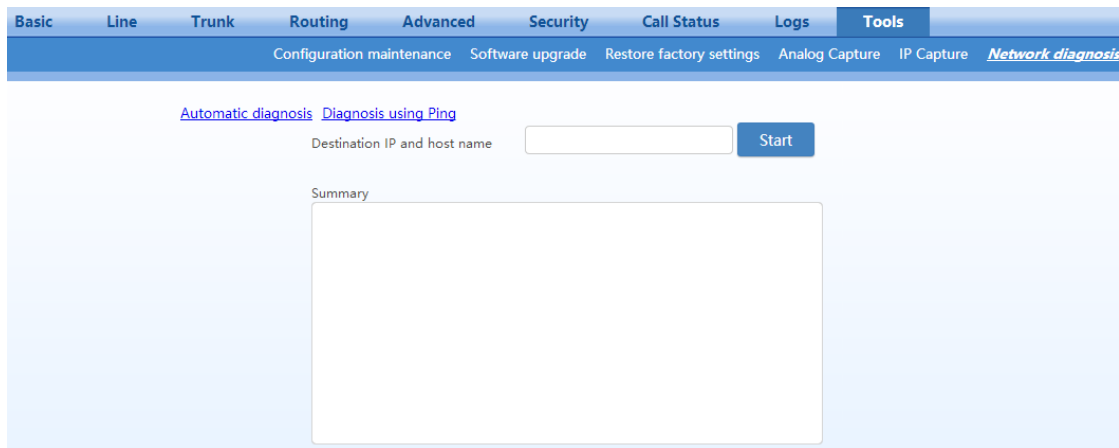 Basic Line Trunk Routing Advanced Security Call Status Logs Tools
Configuration maintenance Software upgrade Restore factory settings Analog Capture IP Capture Network diagnosis
Automatic diagnosis Diagnosis using Ping
Destination IP and host name Start
Summary